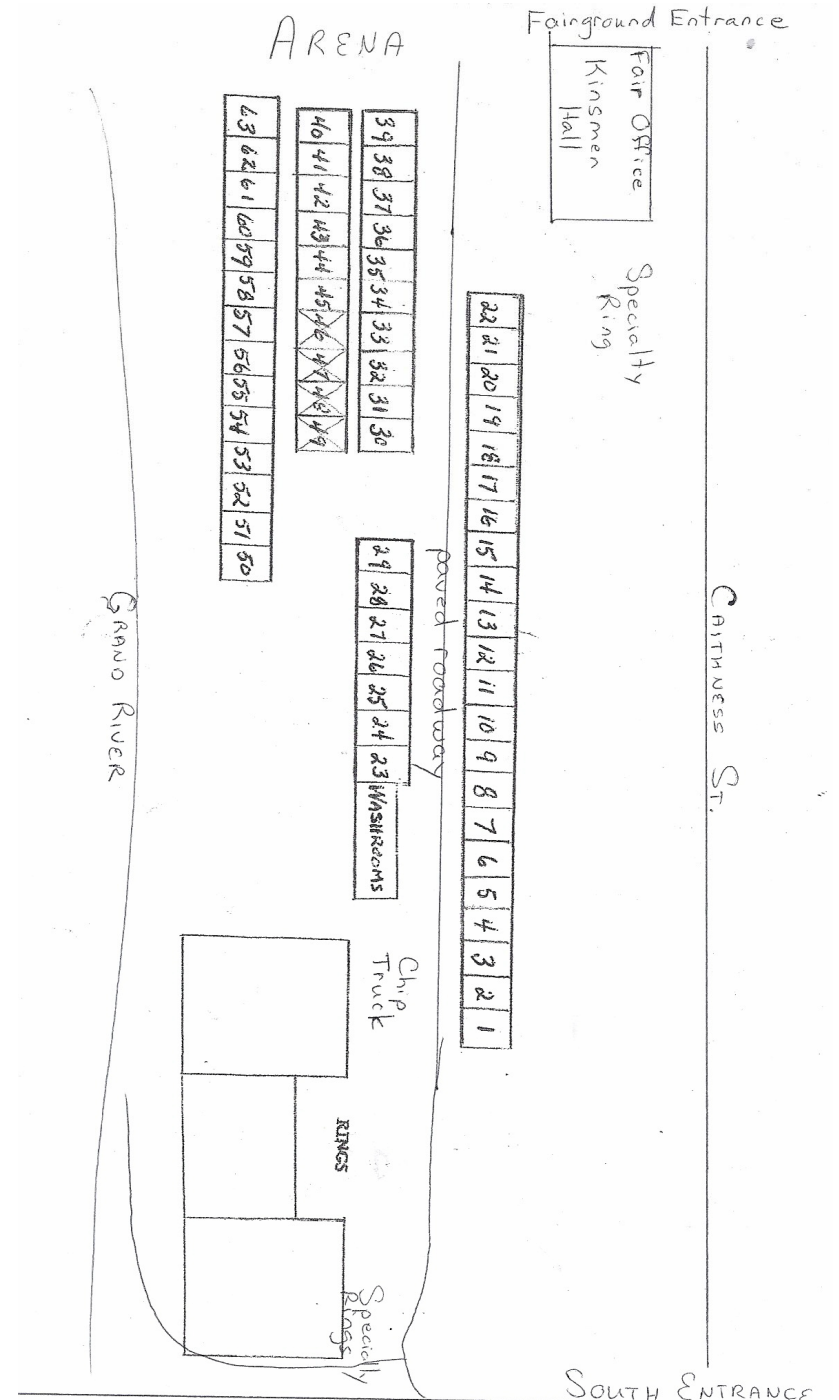 Fairground Entrance
ARENA
Fair Office
Kinsmen
Hall
Specialty
Ring
63 62 61 60 59 58 57 56 55 54 53 52 51 50
40 41 42 43 44 45 46 47 48 49
39 38 37 36 35 34 33 32 31 30
22 21 20 19 18 17 16 15 14 13 12 11 10 9 8 7 6 5 4 3 2 1
29 28 27 26 25 24 23 WASHROOMS
paved roadway
CAITHNESS ST.
GRAND RIVER
Chip
Truck
RINGS
Specialty
Rings
SOUTH ENTRANCE